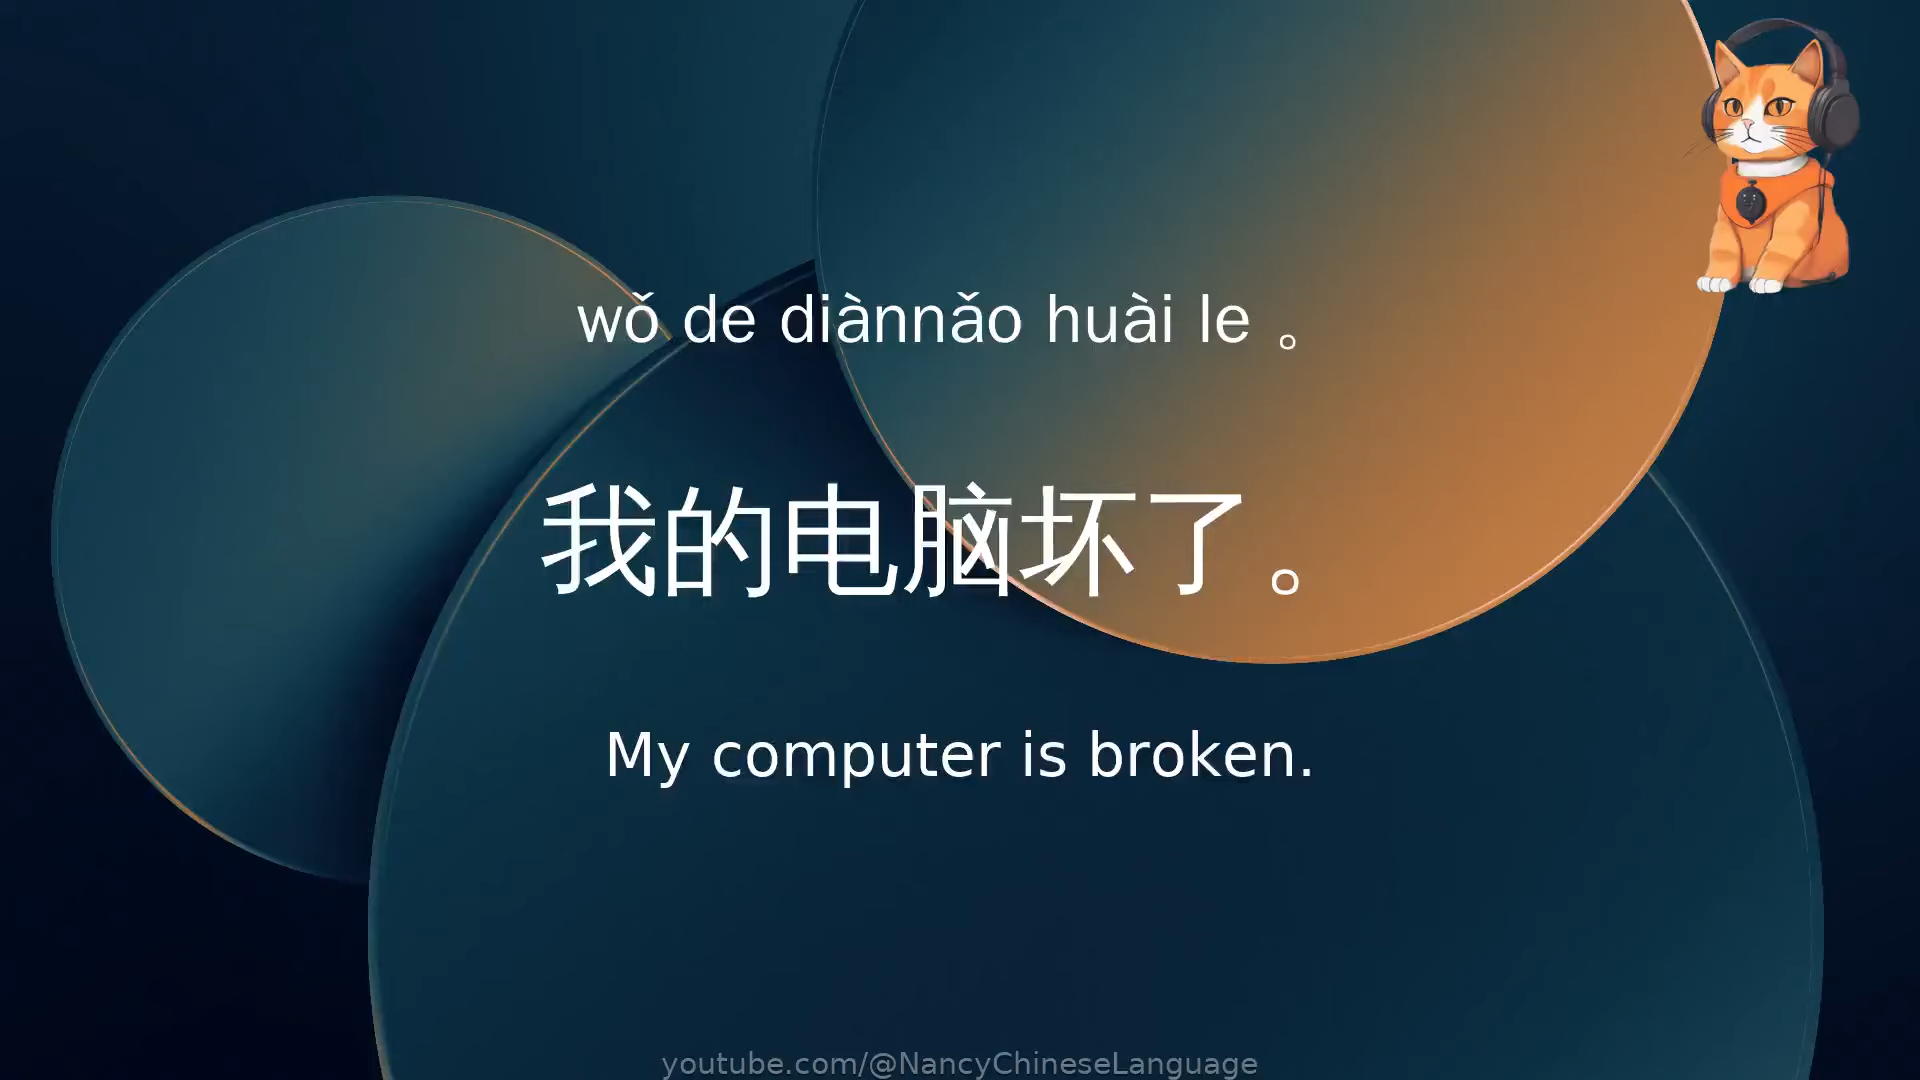 wǒ de diànnǎo huài le 。
我的电脑坏了。
My computer is broken.
youtube.com/@NancyChineseLanguage